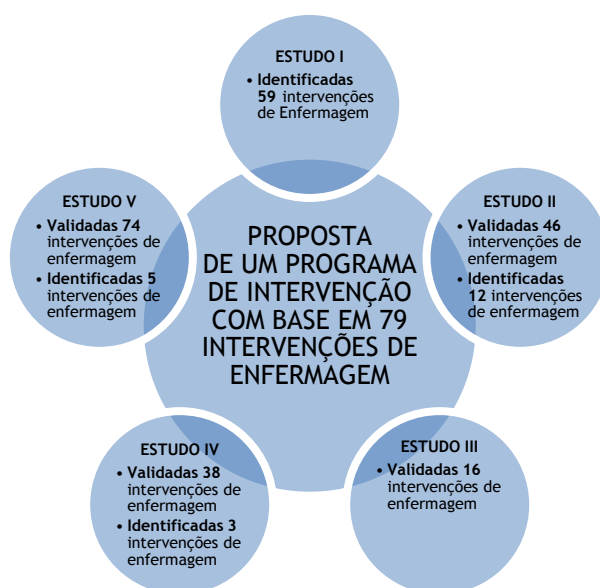 ESTUDO I
• Identificadas
59 intervenções
de Enfermagem
ESTUDO II
• Validadas 46
intervenções de
enfermagem
• Identificadas
12 intervenções
de enfermagem
ESTUDO III
• Validadas 16
intervenções de
enfermagem
ESTUDO IV
• Validadas 38
intervenções de
enfermagem
• Identificadas 3
intervenções de
enfermagem
ESTUDO V
• Validadas 74
intervenções de
enfermagem
• Identificadas 5
intervenções de
enfermagem
PROPOSTA
DE UM PROGRAMA
DE INTERVENÇÃO
COM BASE EM 79
INTERVENÇÕES DE
ENFERMAGEM